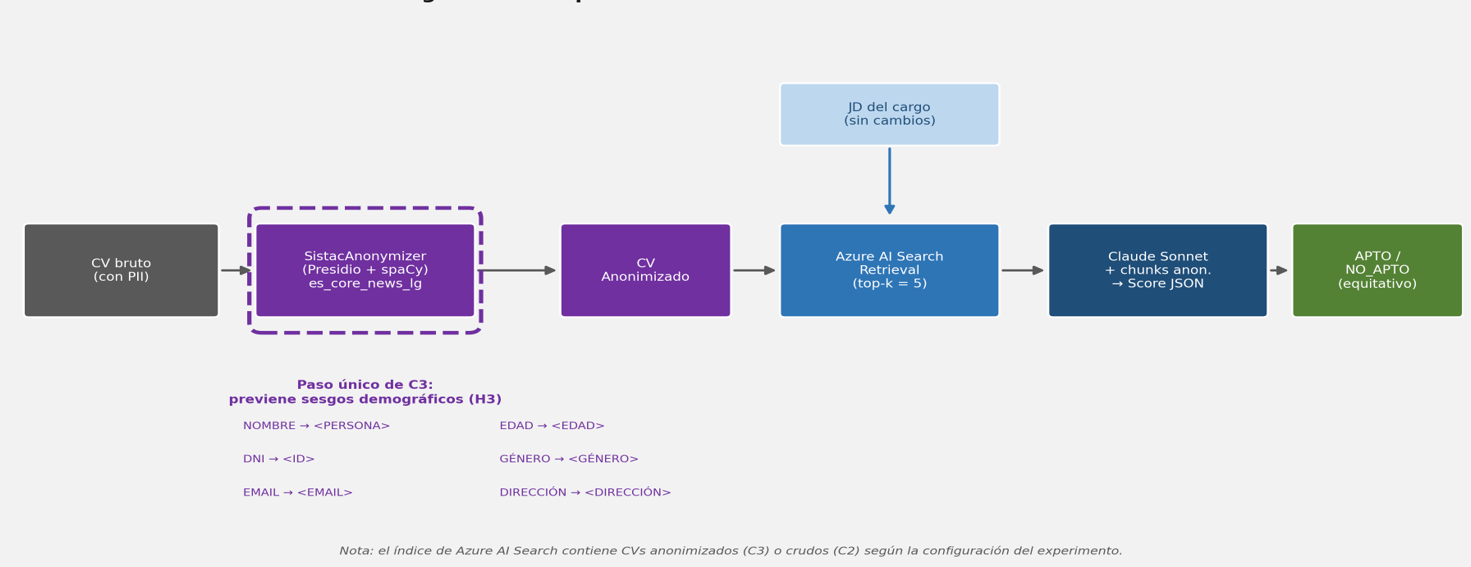 JD del cargo
(sin cambios)
CV bruto
(con PII)
SistacAnonymizer
(Presidio + spaCy)
es_core_news_lg
CV
Anonimizado
Azure AI Search
Retrieval
(top-k = 5)
Claude Sonnet
+ chunks anon.
→ Score JSON
APTO /
NO_APTO
(equitativo)
Paso único de C3:
previene sesgos demográficos (H3)
NOMBRE → <PERSONA>
EDAD → <EDAD>
DNI → <ID>
GÉNERO → <GÉNERO>
EMAIL → <EMAIL>
DIRECCIÓN → <DIRECCIÓN>
Nota: el índice de Azure AI Search contiene CVs anonimizados (C3) o crudos (C2) según la configuración del experimento.